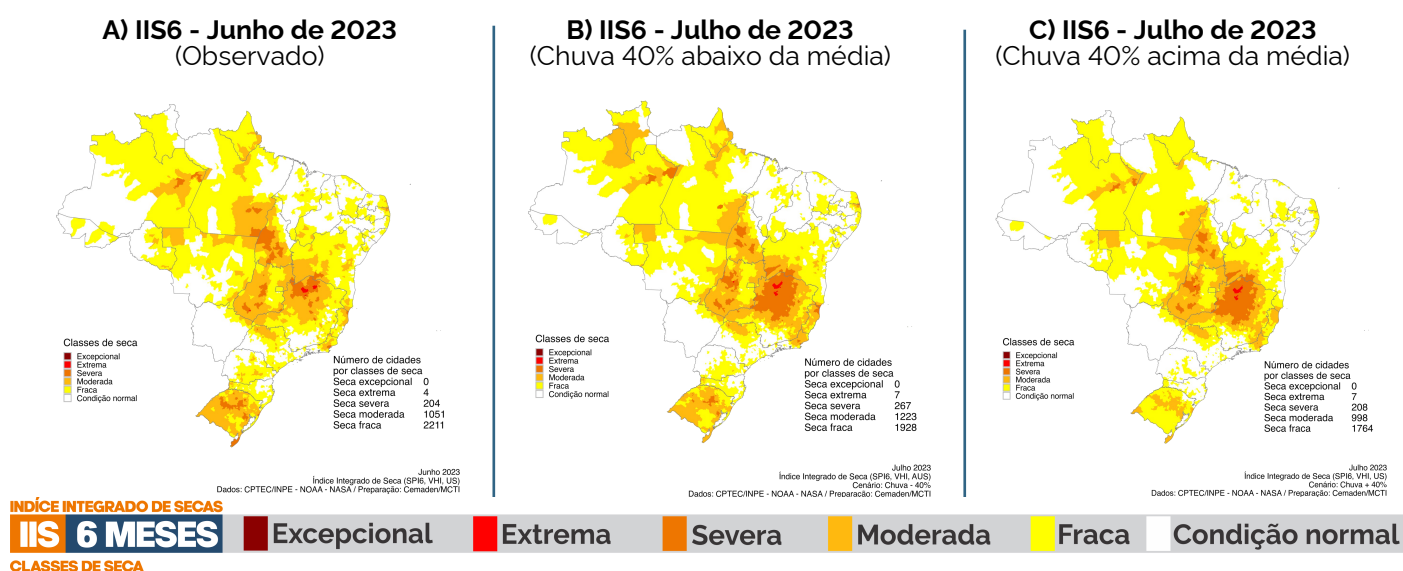 A) IIS6 - Junho de 2023
(Observado)
Classes de seca
Excepcional
Extrema
Severa
Moderada
Fraca
Condição normal
Número de cidades
por classes de seca
Seca excepcional 0
Seca extrema 4
Seca severa 204
Seca moderada 1051
Seca fraca 2211
Junho 2023
Índice Integrado de Seca (SPI6, VHI, US)
Dados: CPTEC/INPE - NOAA - NASA / Preparação: Cemaden/MCTI
B) IIS6 - Julho de 2023
(Chuva 40% abaixo da média)
Classes de seca
Excepcional
Extrema
Severa
Moderada
Fraca
Condição normal
Número de cidades
por classes de seca
Seca excepcional 0
Seca extrema 7
Seca severa 267
Seca moderada 1223
Seca fraca 1928
Julho 2023
Índice Integrado de Seca (SPI6, VHI, AUS)
Cenário: Chuva - 40%
Dados: CPTEC/INPE - NOAA - NASA / Preparação: Cemaden/MCTI
C) IIS6 - Julho de 2023
(Chuva 40% acima da média)
Classes de seca
Excepcional
Extrema
Severa
Moderada
Fraca
Condição normal
Número de cidades
por classes de seca
Seca excepcional 0
Seca extrema 7
Seca severa 208
Seca moderada 998
Seca fraca 1764
Julho 2023
Índice Integrado de Seca (SPI6, VHI, US)
Cenário: Chuva + 40%
Dados: CPTEC/INPE - NOAA - NASA / Preparação: Cemaden/MCTI
INDÍCE INTEGRADO DE SECAS
IIS 6 MESES
CLASSES DE SECA
Excepcional
Extrema
Severa
Moderada
Fraca
Condição normal